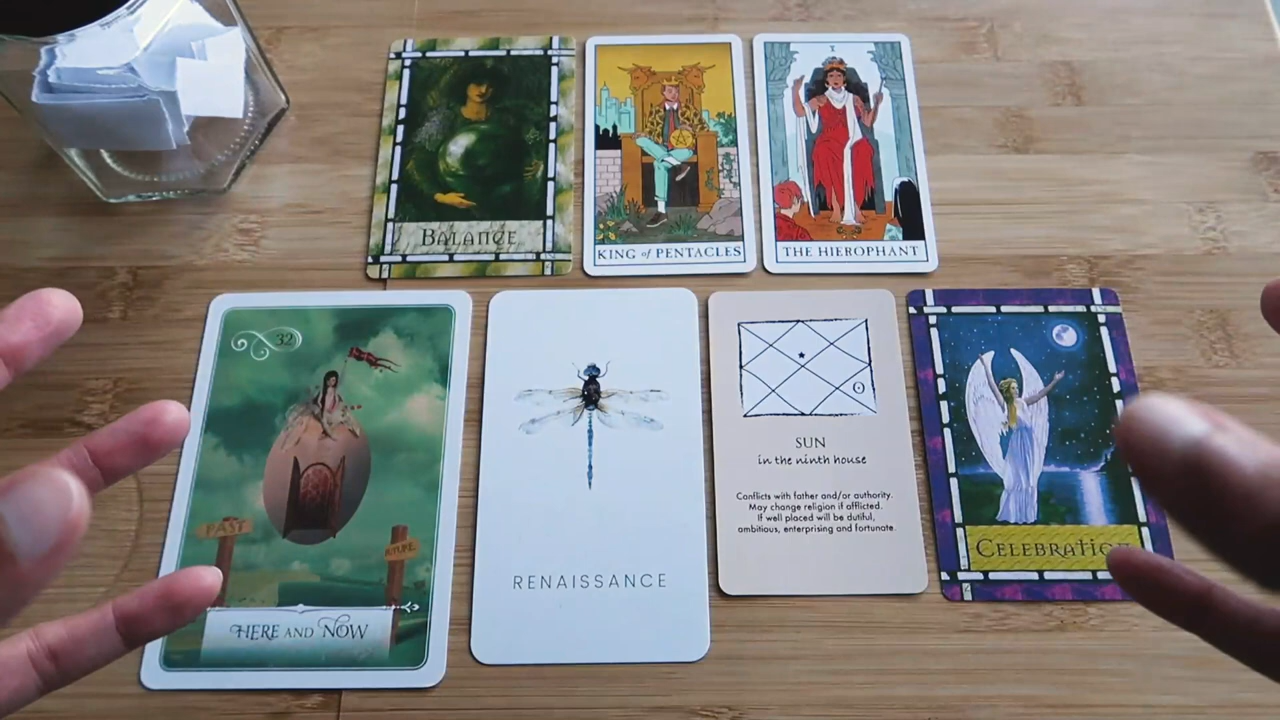 BALANCE
KING of PENTACLES
I
THE HIEROPHANT
32
PAST
FUTURE
HERE AND NOW
RENAISSANCE
SUN
in the ninth house
Conflicts with father and/or authority.
May change religion if afflicted.
If well placed will be dutiful,
ambitious, enterprising and fortunate.
CELEBRATION